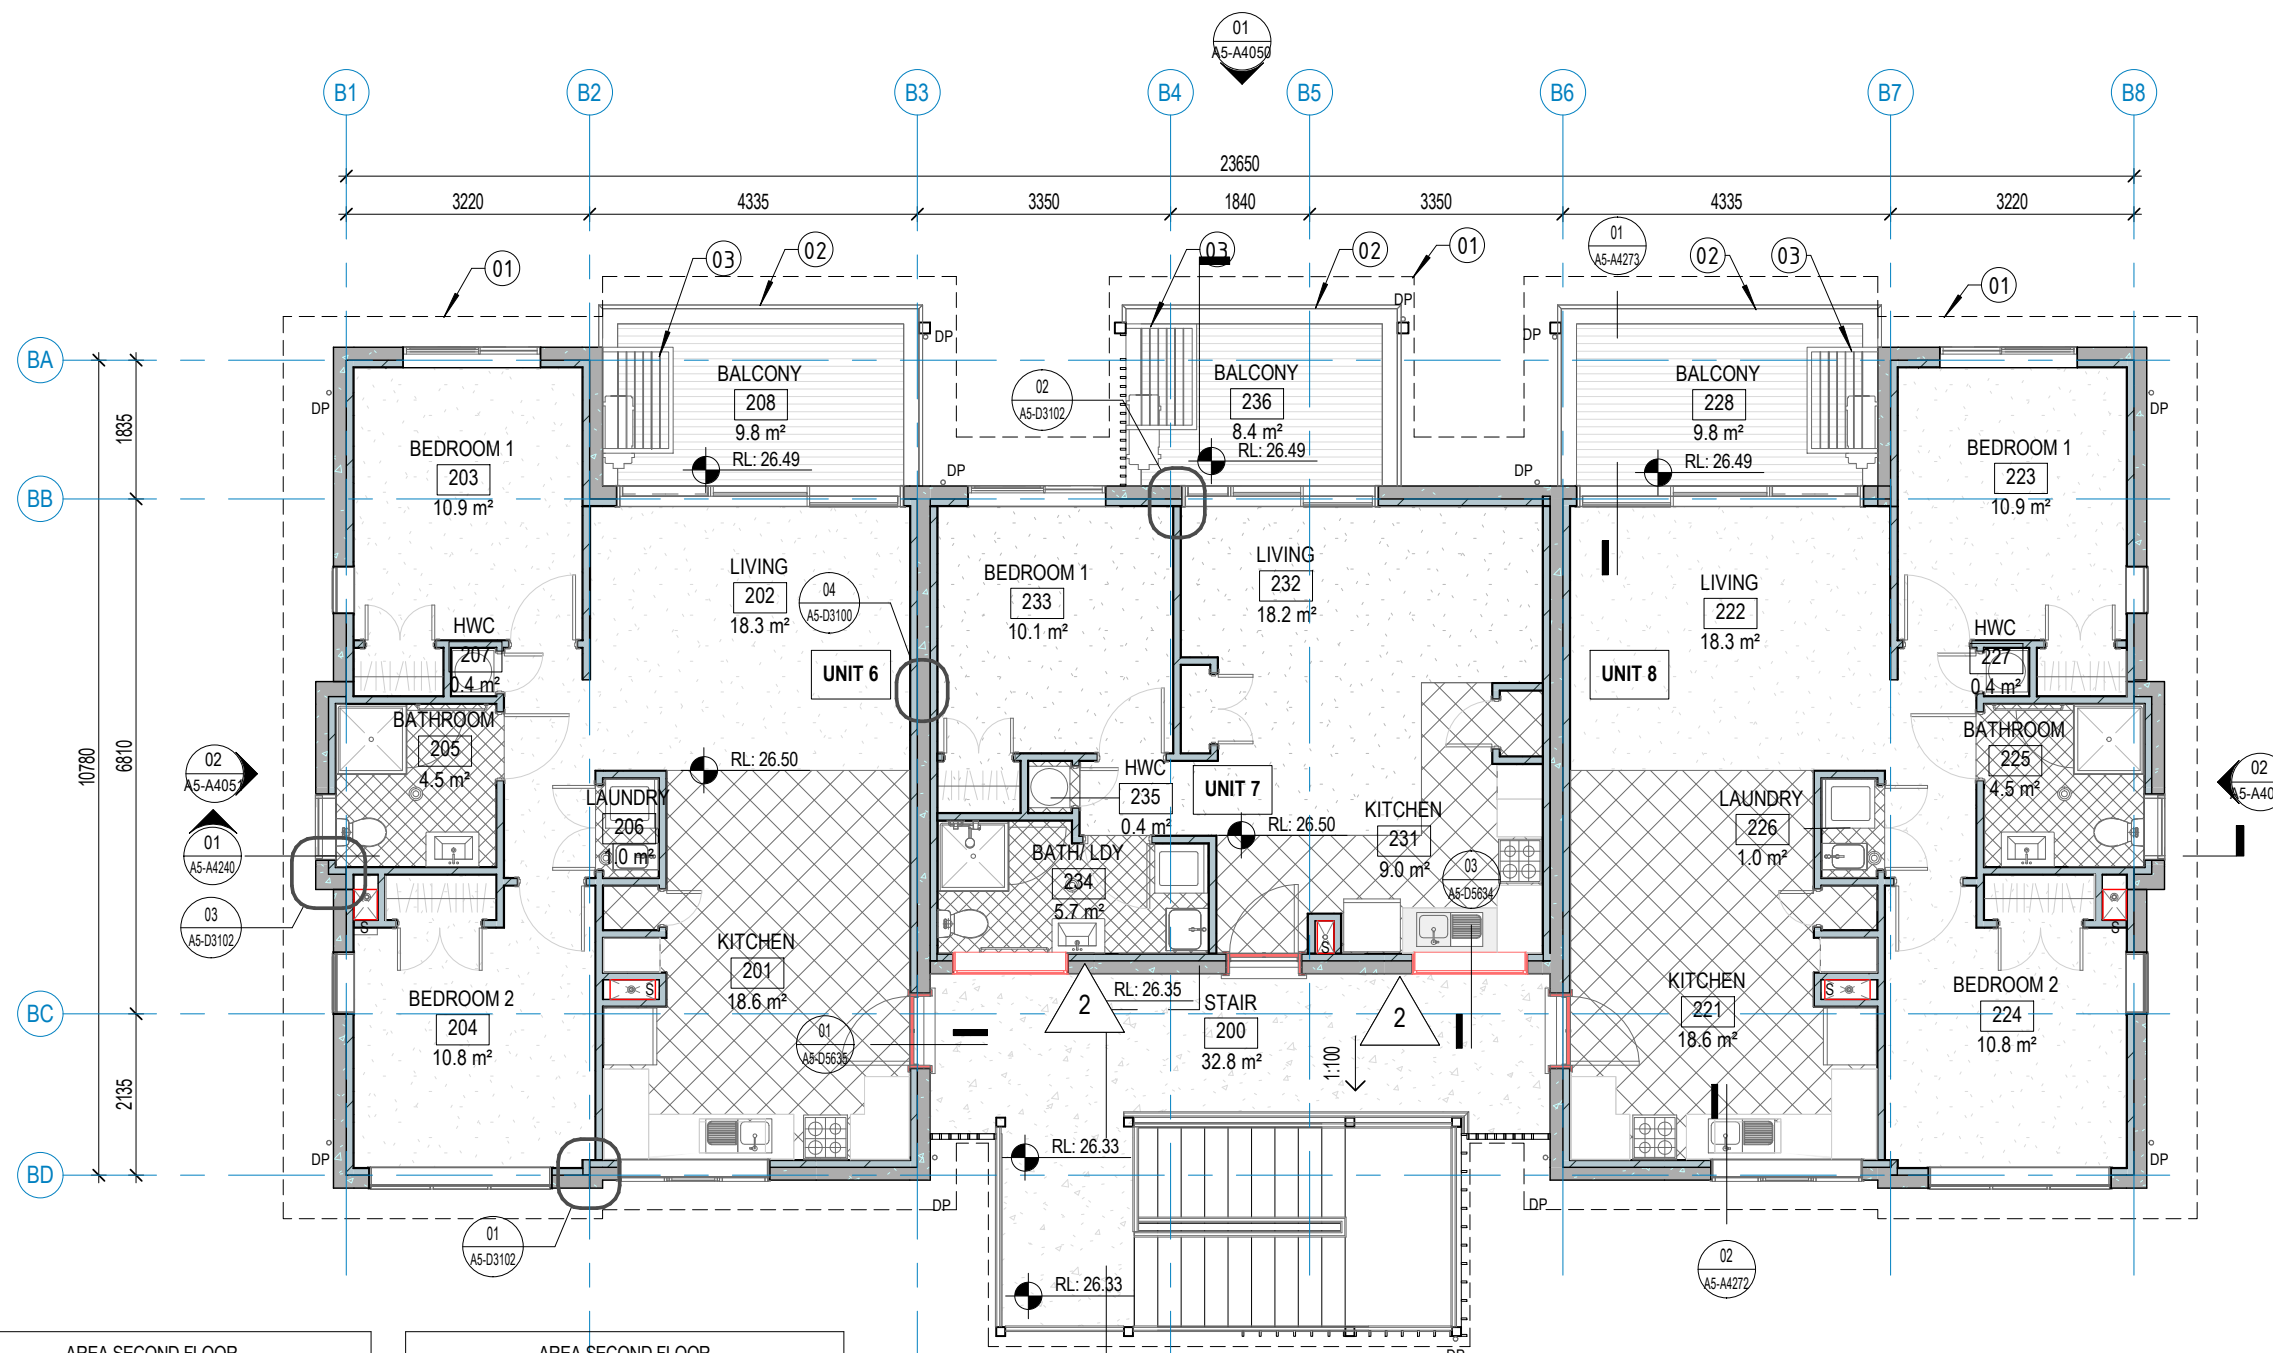 01
A5-A4050
B1
B2
B3
B4
B5
B6
B7
B8
23650
3220
4335
3350
1840
3350
4335
3220
01
03
02
03
02
01
01
A5-A4273
02
03
01
BA
BB
BC
BD
1835
6810
2135
10780
DP
DP
DP
DP
DP
DP
DP
DP
DP
DP
DP
DP
DP
BALCONY
208
9.8 m²
RL: 26.49
02
A5-D3102
BALCONY
236
8.4 m²
RL: 26.49
BALCONY
228
9.8 m²
RL: 26.49
BEDROOM 1
203
10.9 m²
BEDROOM 1
223
10.9 m²
LIVING
202
18.3 m²
04
A5-D3100
BEDROOM 1
233
10.1 m²
LIVING
232
18.2 m²
LIVING
222
18.3 m²
HWC
207
0.4 m²
HWC
227
0.4 m²
UNIT 6
UNIT 8
UNIT 7
BATHROOM
205
4.5 m²
BATHROOM
225
4.5 m²
RL: 26.50
02
A5-A4051
01
A5-A4240
03
A5-D3102
LAUNDRY
206
1.0 m²
HWC
235
0.4 m²
RL: 26.50
KITCHEN
231
9.0 m²
03
A5-D5634
LAUNDRY
226
1.0 m²
02
BATH/ LDY
234
5.7 m²
S
S
S
S
S
KITCHEN
201
18.6 m²
BEDROOM 2
204
10.8 m²
01
A5-D5635
2
RL: 26.35
STAIR
200
32.8 m²
2
1:100
KITCHEN
221
18.6 m²
BEDROOM 2
224
10.8 m²
RL: 26.33
RL: 26.33
01
A5-D3102
02
A5-A4272
AREA SECOND FLOOR
AREA SECOND FLOOR